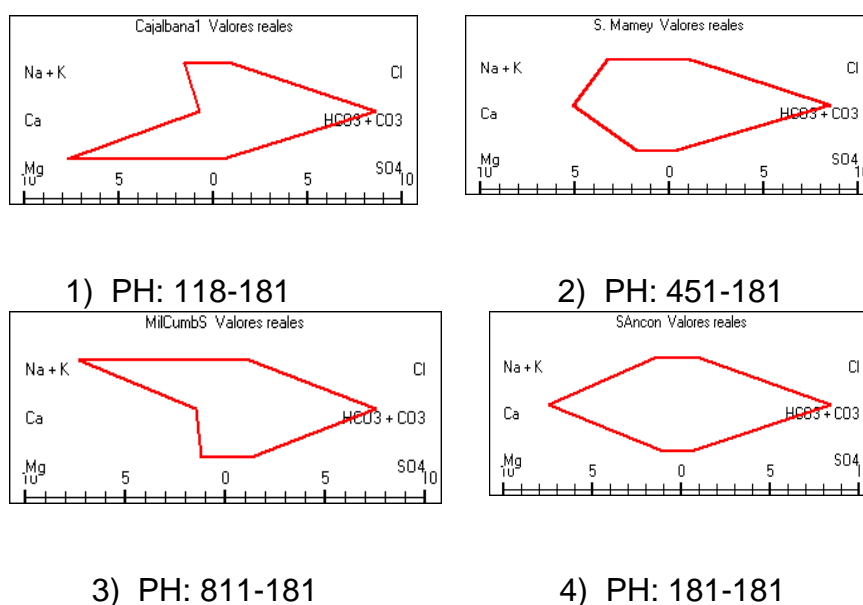 Cajalbana1 Valores reales
Na + K Cl
Ca HCO3 + CO3
Mg SO4
10 5 0 5 10
1) PH: 118-181
S. Mamey Valores reales
Na + K Cl
Ca HCO3 + CO3
Mg SO4
10 5 0 5 10
2) PH: 451-181
MilCumbS Valores reales
Na + K Cl
Ca HCO3 + CO3
Mg SO4
10 5 0 5 10
3) PH: 811-181
SAncon Valores reales
Na + K Cl
Ca HCO3 + CO3
Mg SO4
10 5 0 5 10
4) PH: 181-181